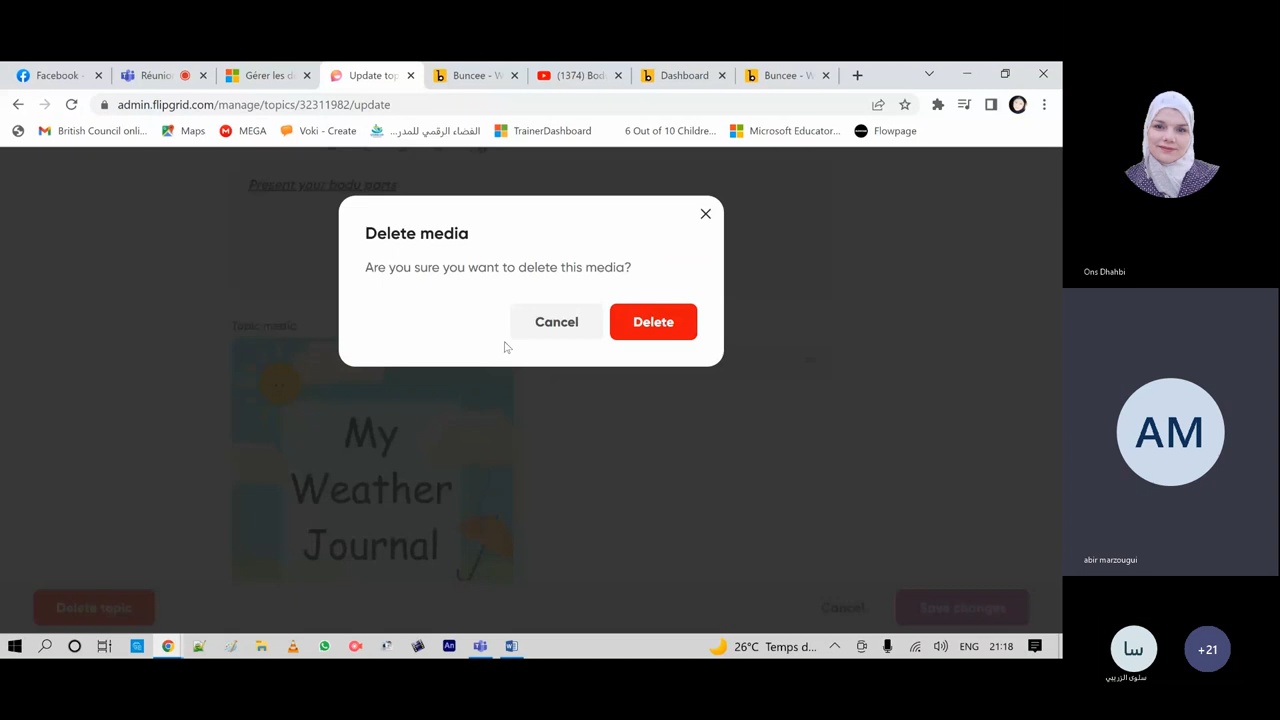 Facebook
Réunio
Gérer les d
Update top
Buncee - W
(1374) Bod
Dashboard
Buncee - W
admin.flipgrid.com/manage/topics/32311982/update
British Council onli...
Maps
MEGA
Voki - Create
الفضاء الرقمي للمدر...
TrainerDashboard
6 Out of 10 Childre...
Microsoft Educator...
Flowpage
Present your body parts
Delete media
Are you sure you want to delete this media?
Cancel
Delete
Topic media
My
Weather
Journal
Delete topic
Cancel
Save changes
26°C Temps d...
ENG
21:18
Ons Dhahbi
AM
abir marzougui
سا
سلوى الزريبي
+21